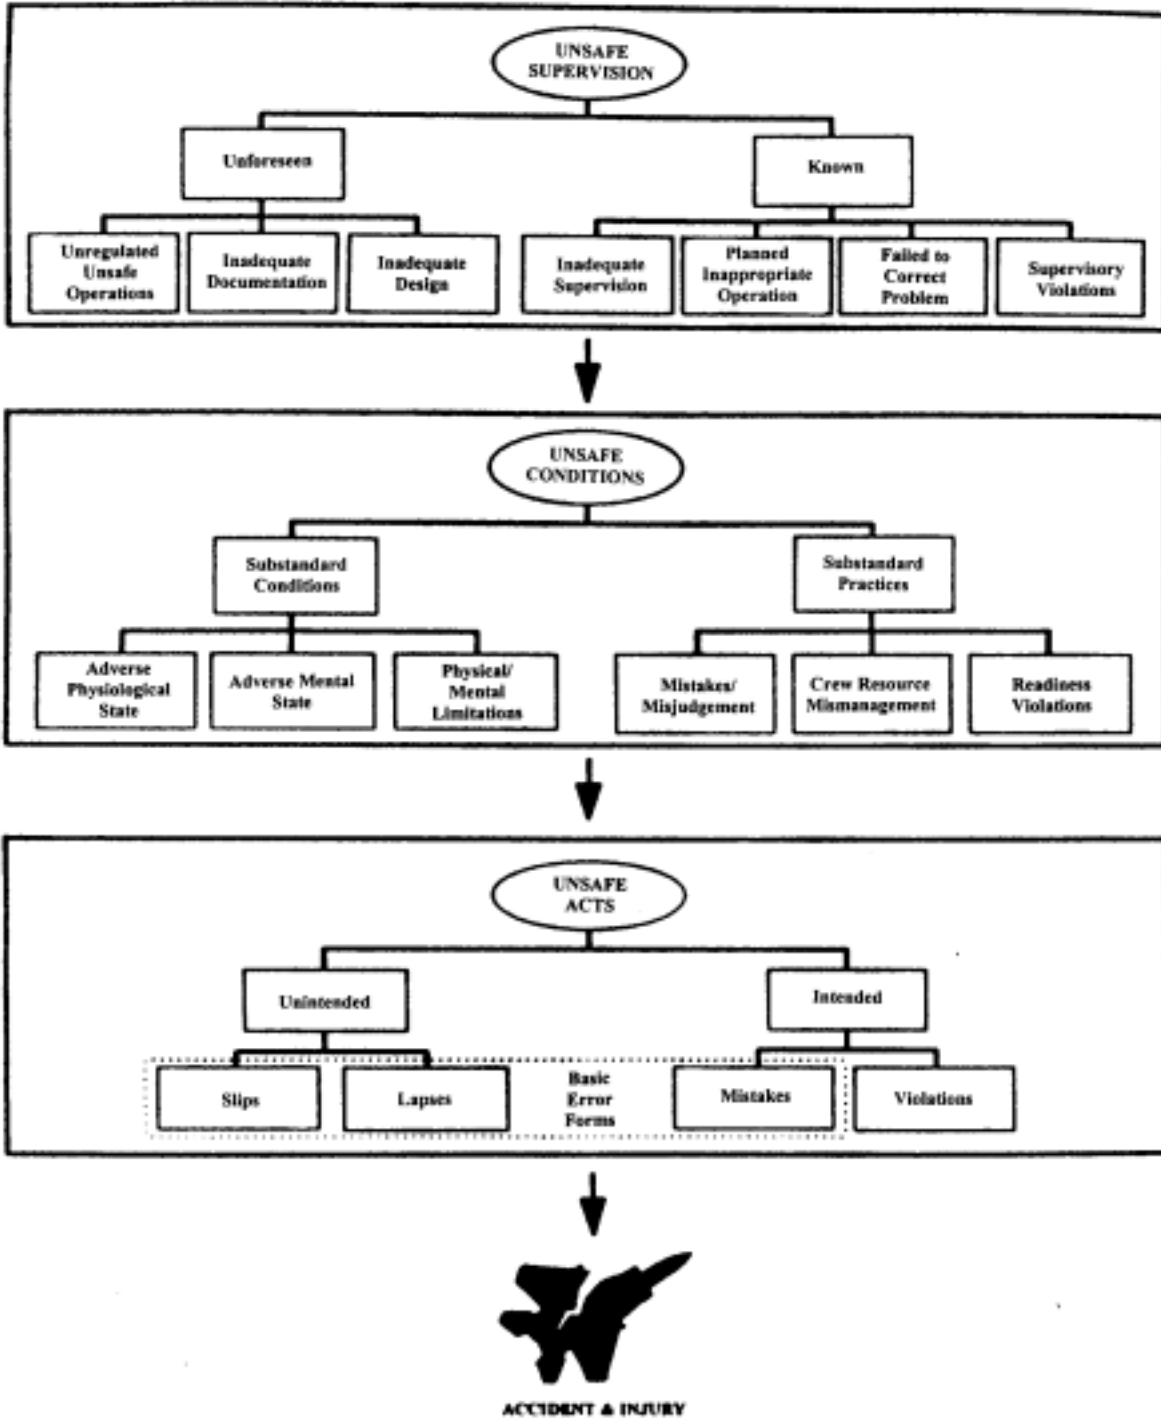 UNSAFE
SUPERVISION
Unforeseen
Known
Unregulated
Unsafe
Operations
Inadequate
Documentation
Inadequate
Design
Inadequate
Supervision
Planned
Inappropriate
Operation
Failed to
Correct
Problem
Supervisory
Violations
UNSAFE
CONDITIONS
Substandard
Conditions
Substandard
Practices
Adverse
Physiological
State
Adverse Mental
State
Physical/
Mental
Limitations
Mistakes/
Misjudgement
Crew Resource
Mismanagement
Readiness
Violations
UNSAFE
ACTS
Unintended
Intended
Slips
Lapses
Basic
Error
Forms
Mistakes
Violations
ACCIDENT & INJURY